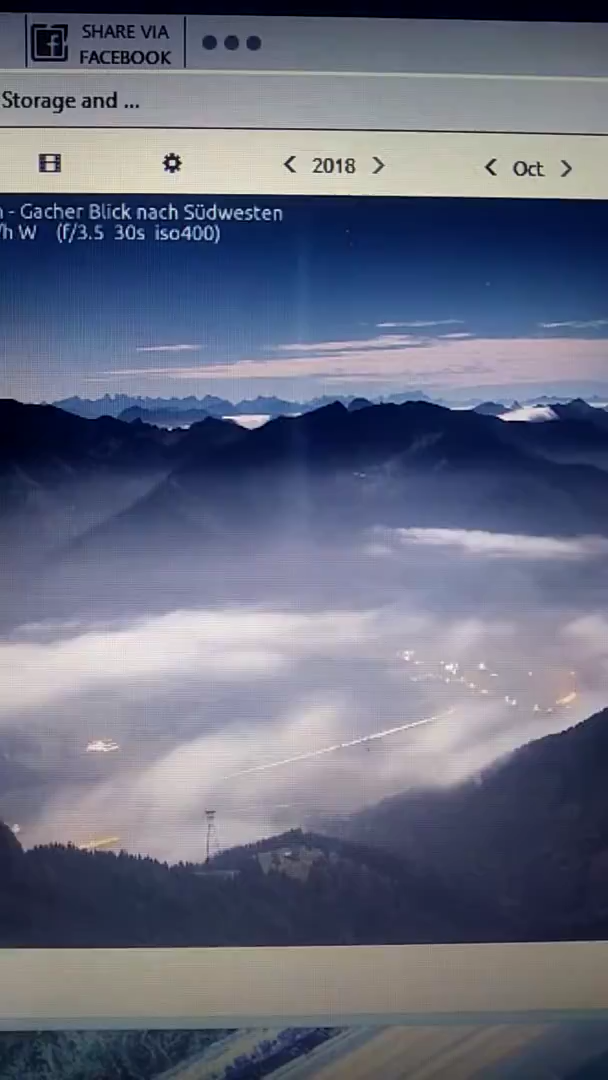 SHARE VIA
FACEBOOK
Storage and ...
2018
Oct
- Gacher Blick nach Südwesten
/h W (f/3.5 30s iso400)